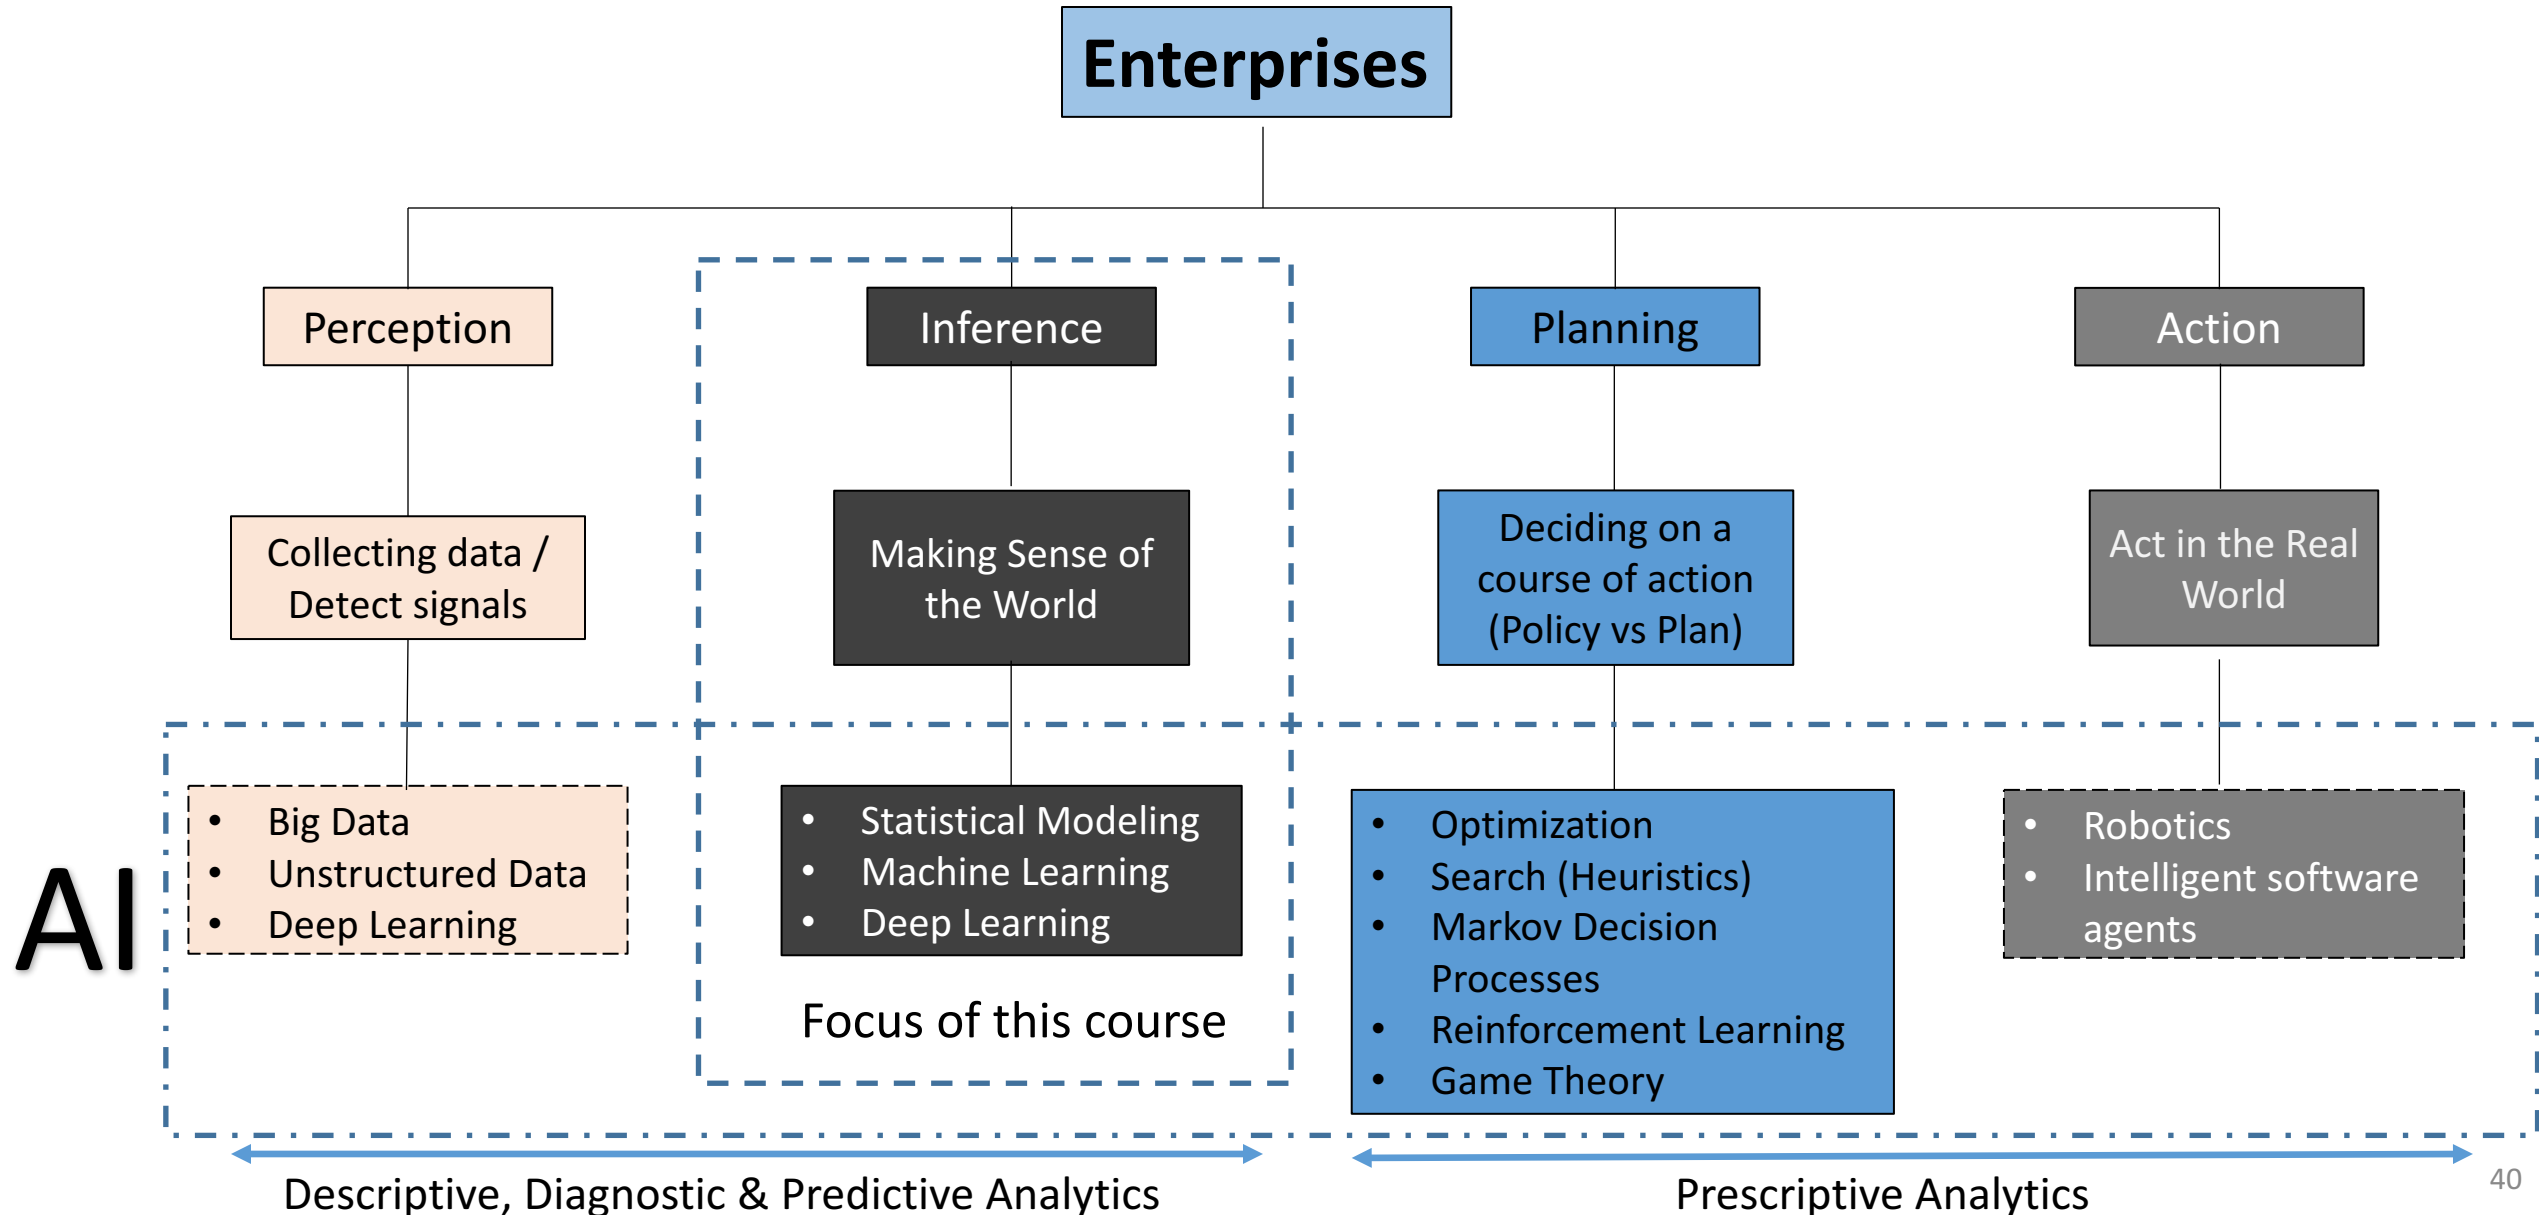 Enterprises
Perception
Inference
Planning
Action
Collecting data /
Detect signals
Making Sense of
the World
Deciding on a
course of action
(Policy vs Plan)
Act in the Real
World
AI
• Big Data
• Unstructured Data
• Deep Learning
• Statistical Modeling
• Machine Learning
• Deep Learning
Focus of this course
• Optimization
• Search (Heuristics)
• Markov Decision
Processes
• Reinforcement Learning
• Game Theory
• Robotics
• Intelligent software
agents
Descriptive, Diagnostic & Predictive Analytics
Prescriptive Analytics
40